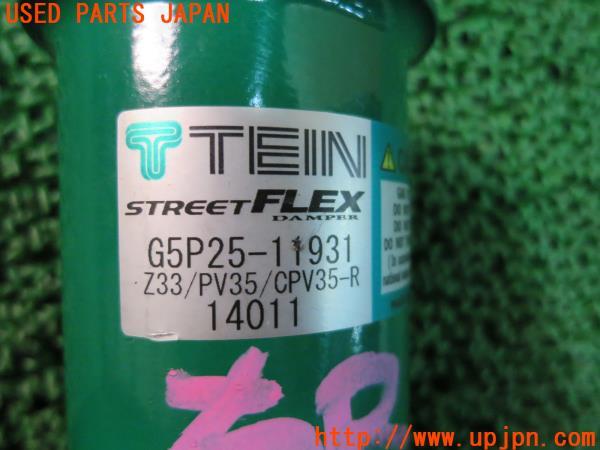 USED PARTS JAPAN
TEIN
STREET FLEX
DAMPER
G5P25-11931
Z33/PV35/CPV35-R
14011
http://www.upjpn.com